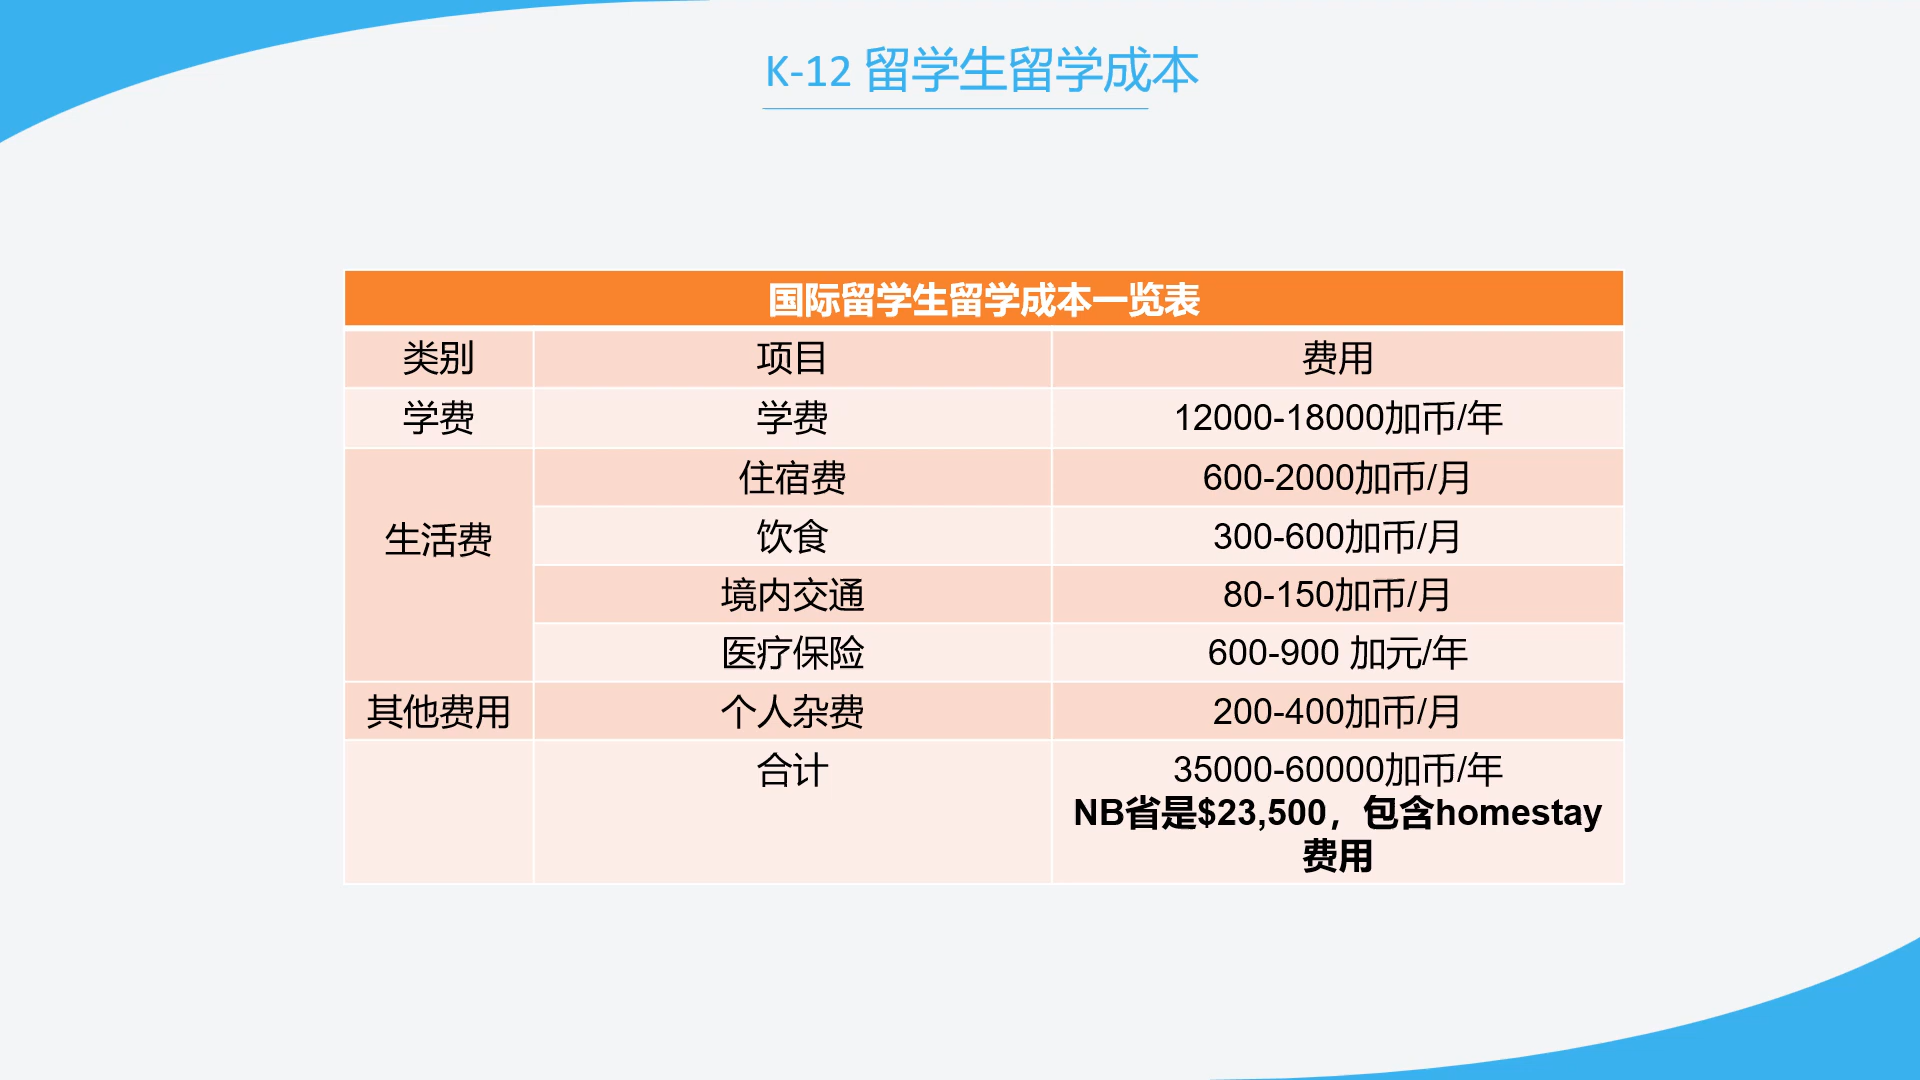 K-12 留学生留学成本
国际留学生留学成本一览表
类别 项目 费用
学费 学费 12000-18000加币/年
生活费 住宿费 600-2000加币/月
饮食 300-600加币/月
境内交通 80-150加币/月
医疗保险 600-900 加元/年
其他费用 个人杂费 200-400加币/月
合计 35000-60000加币/年
NB省是$23,500，包含homestay
费用